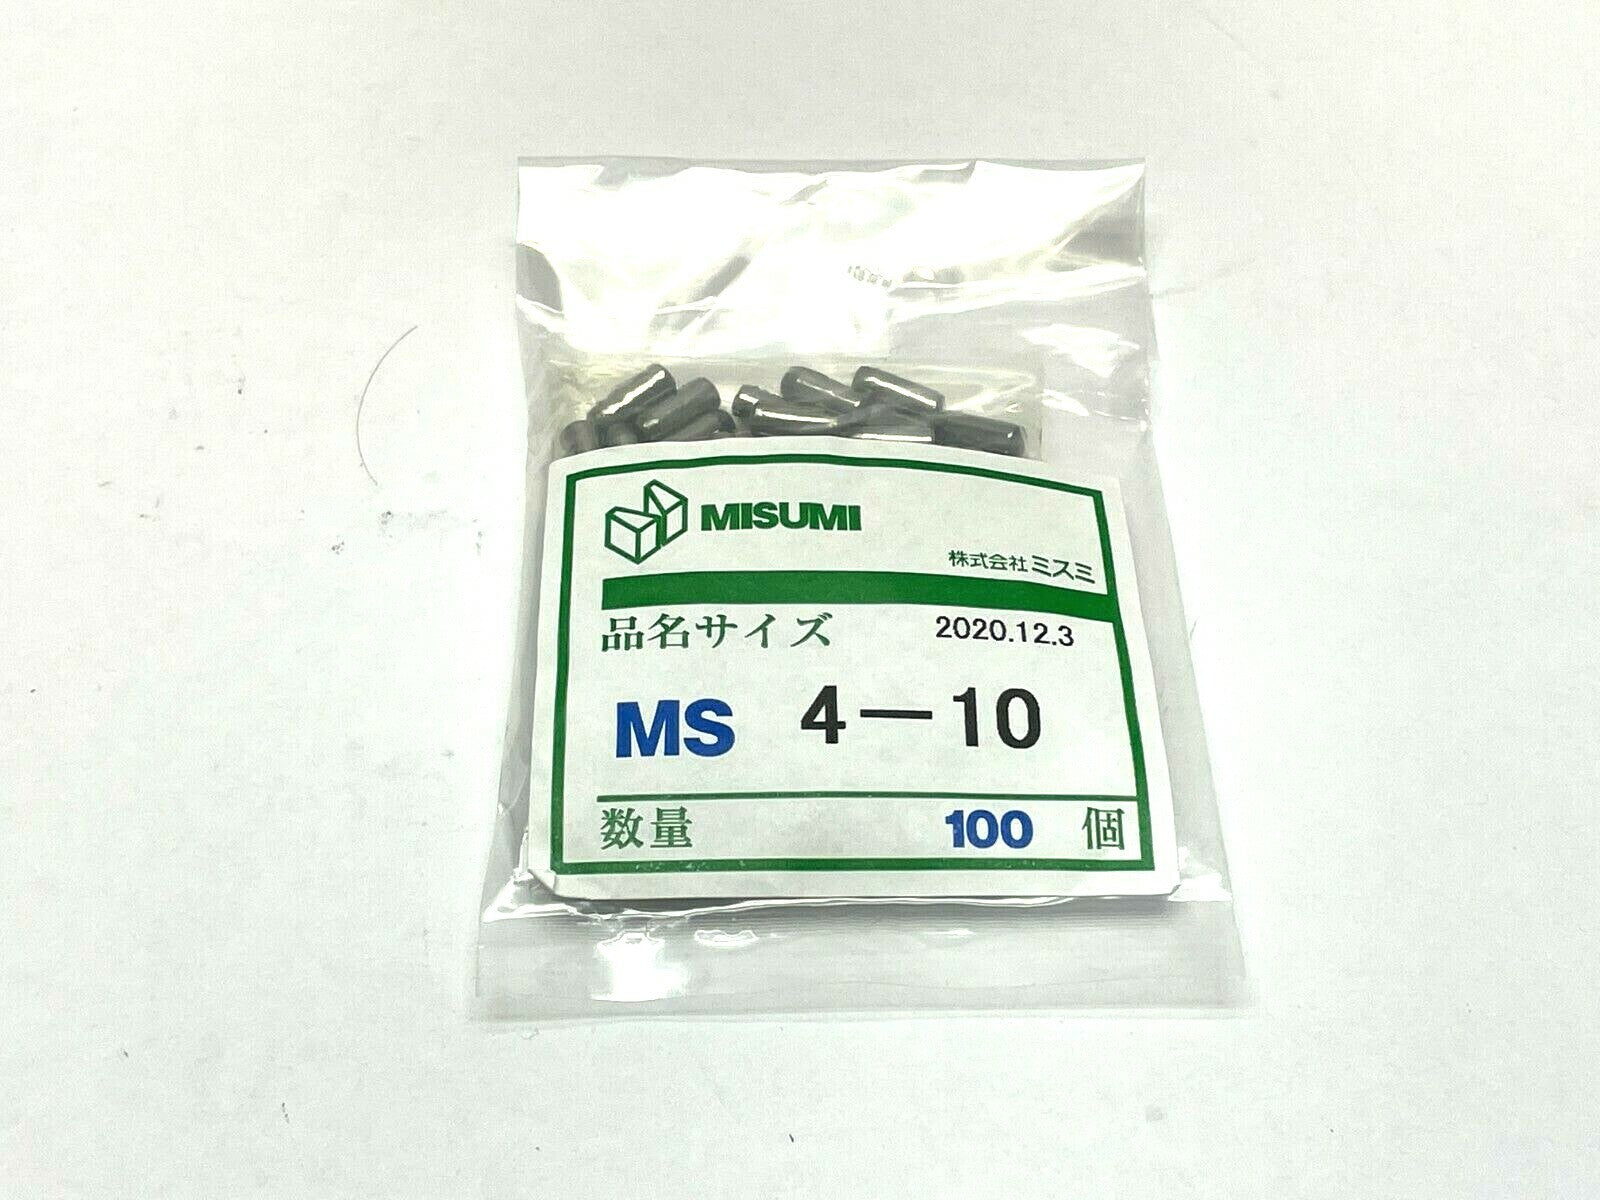 MISUMI
株式会社ミスミ
品名サイズ 2020.12.3
MS 4—10
数量 100 個